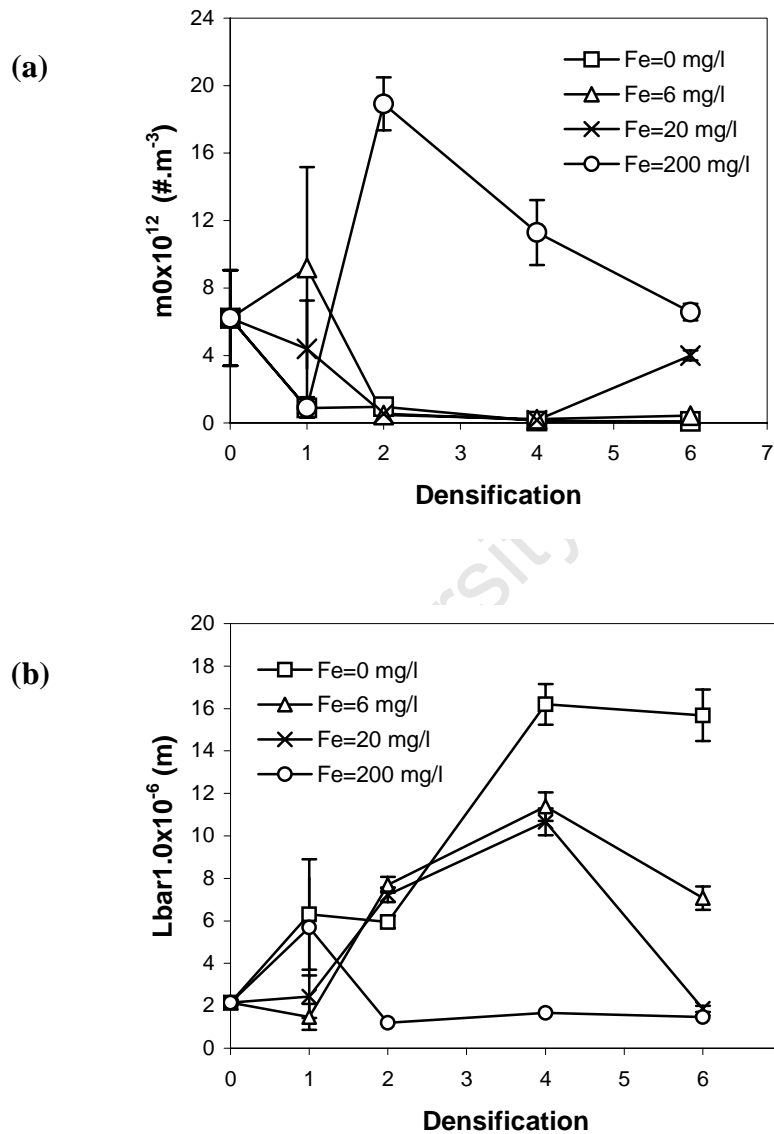 (a)
m0x10¹² (#.m⁻³)
24
20
16
12
8
4
0
Fe=0 mg/l
Fe=6 mg/l
Fe=20 mg/l
Fe=200 mg/l
0 1 2 3 4 5 6 7
Densification
(b)
Lbar1.0x10⁻⁶ (m)
20
18
16
14
12
10
8
6
4
2
0
Fe=0 mg/l
Fe=6 mg/l
Fe=20 mg/l
Fe=200 mg/l
0 1 2 3 4 5 6
Densification